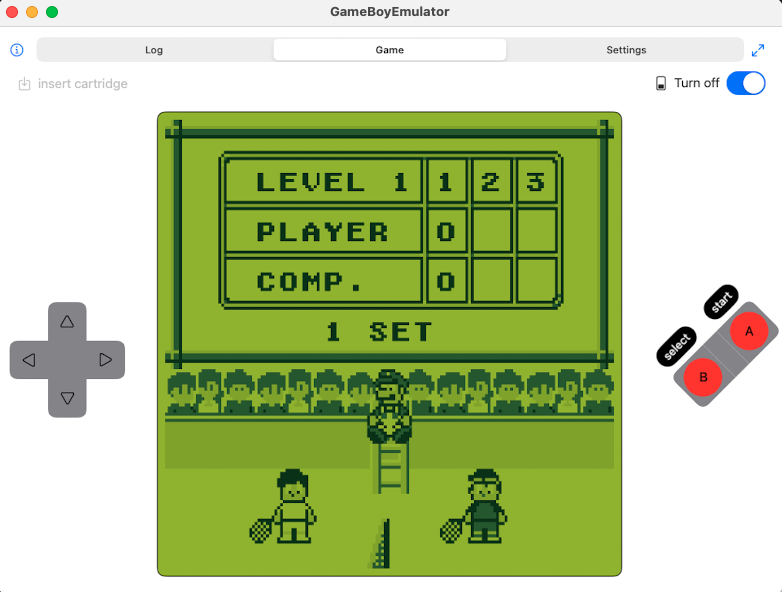 GameBoyEmulator
Log
Game
Settings
insert cartridge
Turn off
LEVEL 1 1 2 3
PLAYER 0
COMP. 0
1 SET
start
select
A
B